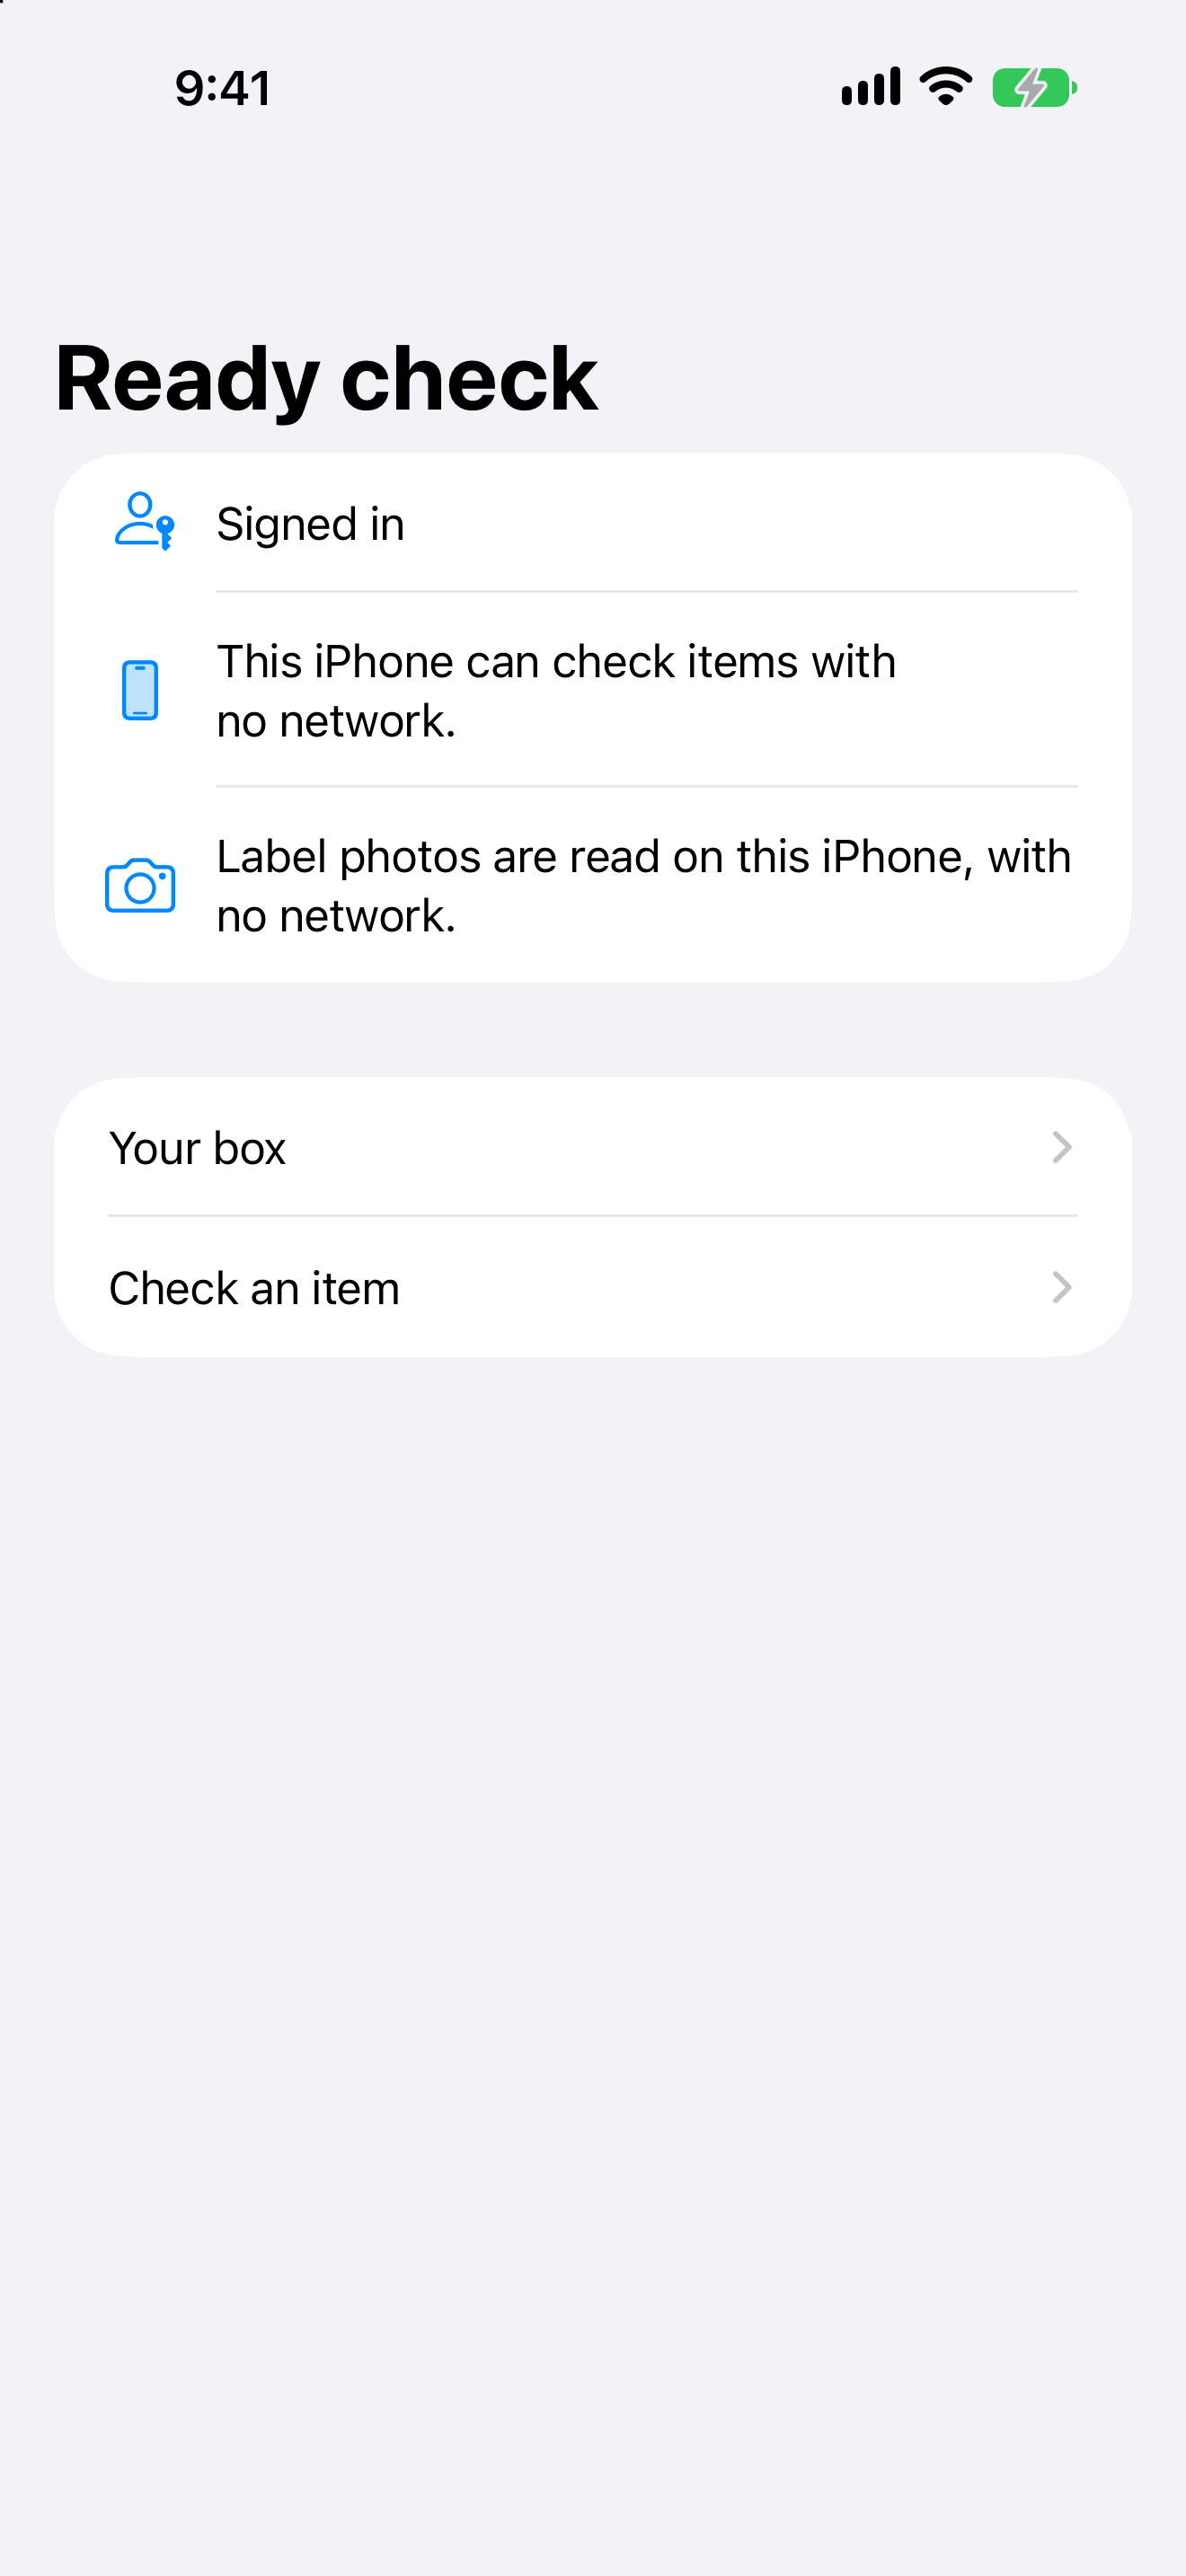 9:41
Ready check
Signed in
This iPhone can check items with
no network.
Label photos are read on this iPhone, with
no network.
Your box
Check an item